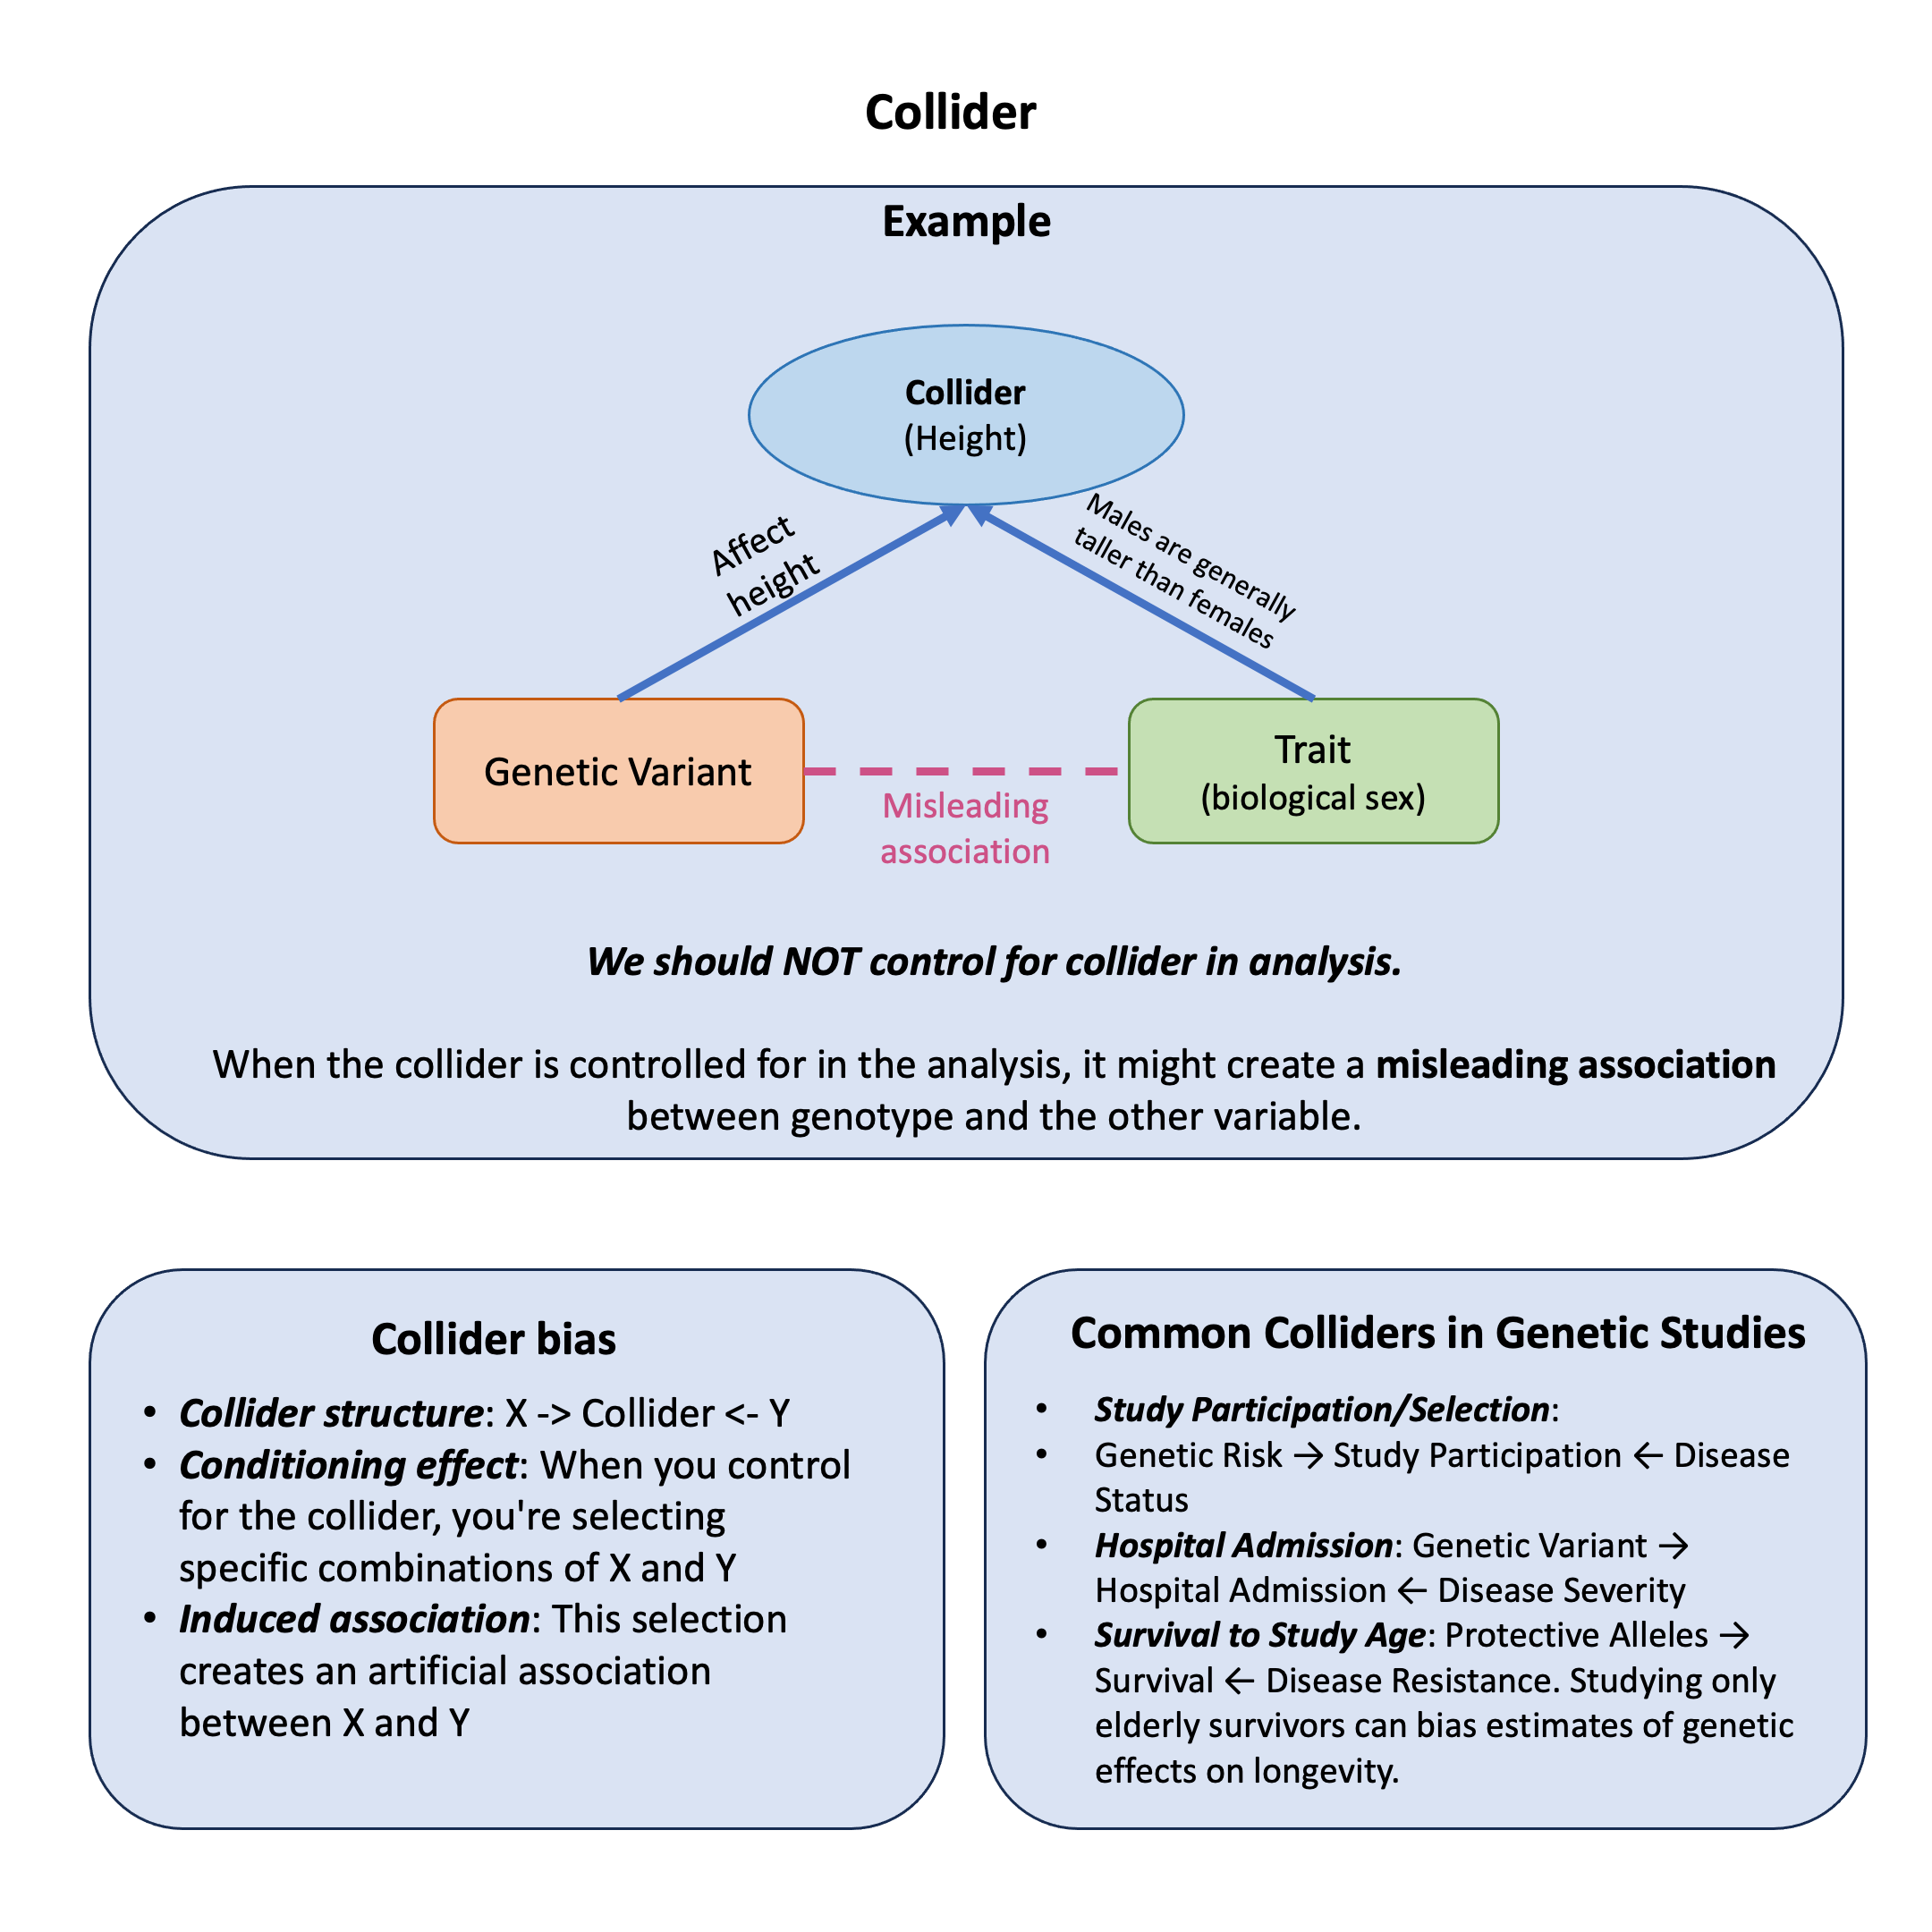 Collider
Example
Collider
(Height)
Affect
height
Males are generally
taller than females
Genetic Variant
Misleading
association
Trait
(biological sex)
We should NOT control for collider in analysis.
When the collider is controlled for in the analysis, it might create a misleading association
between genotype and the other variable.
Collider bias
• Collider structure: X -> Collider <- Y
• Conditioning effect: When you control
for the collider, you're selecting
specific combinations of X and Y
• Induced association: This selection
creates an artificial association
between X and Y
Common Colliders in Genetic Studies
• Study Participation/Selection:
• Genetic Risk → Study Participation ← Disease
Status
• Hospital Admission: Genetic Variant →
Hospital Admission ← Disease Severity
• Survival to Study Age: Protective Alleles →
Survival ← Disease Resistance. Studying only
elderly survivors can bias estimates of genetic
effects on longevity.